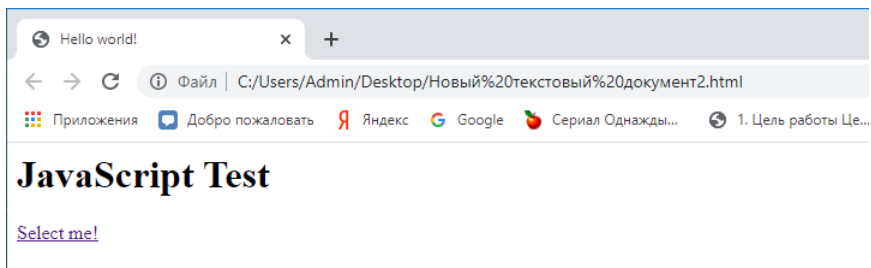 Hello world!
Файл | C:/Users/Admin/Desktop/Новый%20текстовый%20документ2.html
Приложения Добро пожаловать Яндекс Google Сериал Однажды... 1. Цель работы Це...
JavaScript Test
Select me!